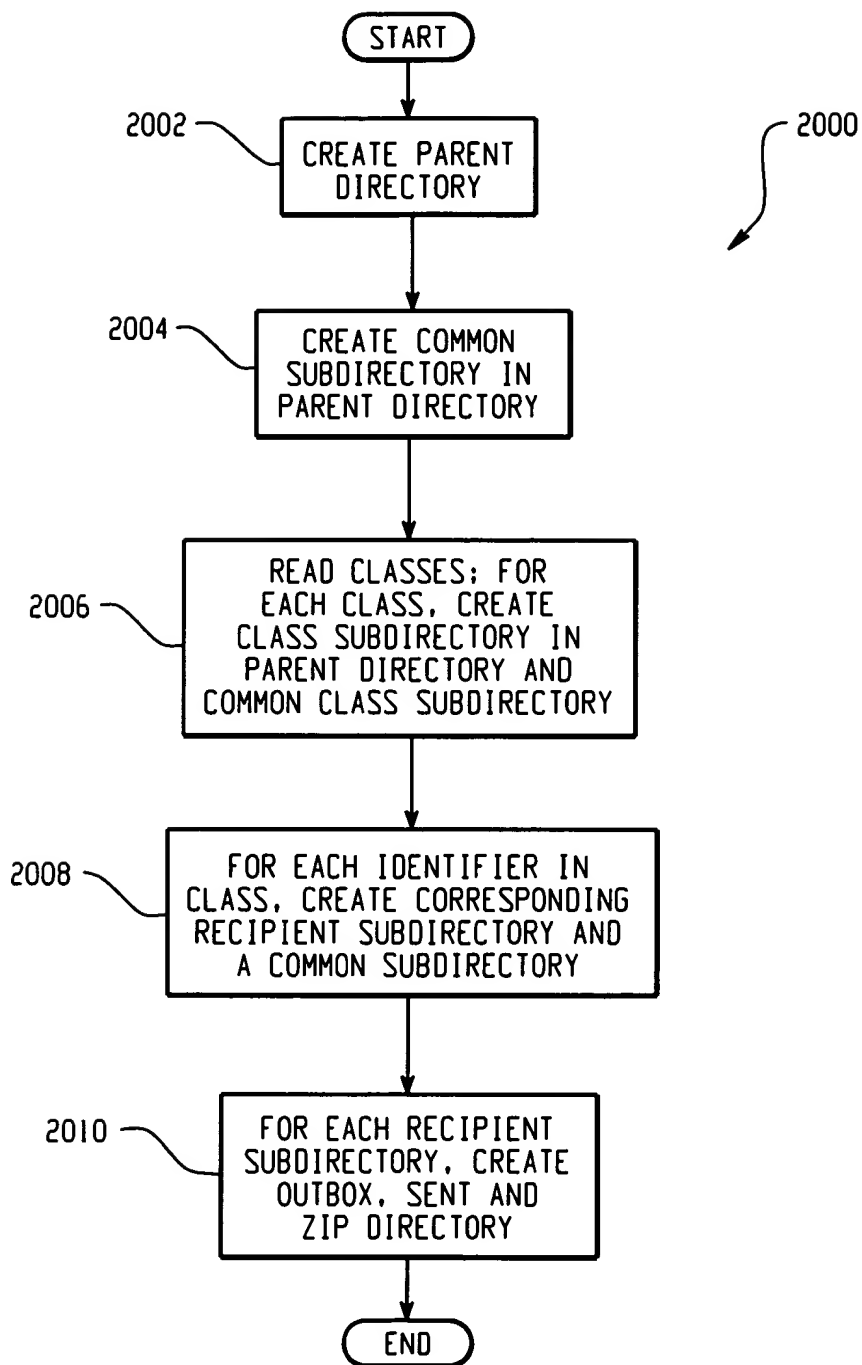 START
2002
2000
CREATE PARENT
DIRECTORY
2004
CREATE COMMON
SUBDIRECTORY IN
PARENT DIRECTORY
2006
READ CLASSES; FOR
EACH CLASS, CREATE
CLASS SUBDIRECTORY IN
PARENT DIRECTORY AND
COMMON CLASS SUBDIRECTORY
2008
FOR EACH IDENTIFIER IN
CLASS, CREATE CORRESPONDING
RECIPIENT SUBDIRECTORY AND
A COMMON SUBDIRECTORY
2010
FOR EACH RECIPIENT
SUBDIRECTORY, CREATE
OUTBOX, SENT AND
ZIP DIRECTORY
END